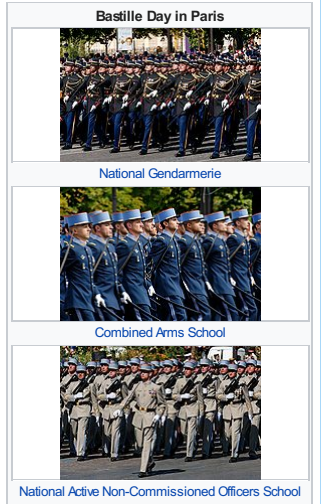 Bastille Day in Paris
National Gendarmerie
Combined Arms School
National Active Non-Commissioned Officers School